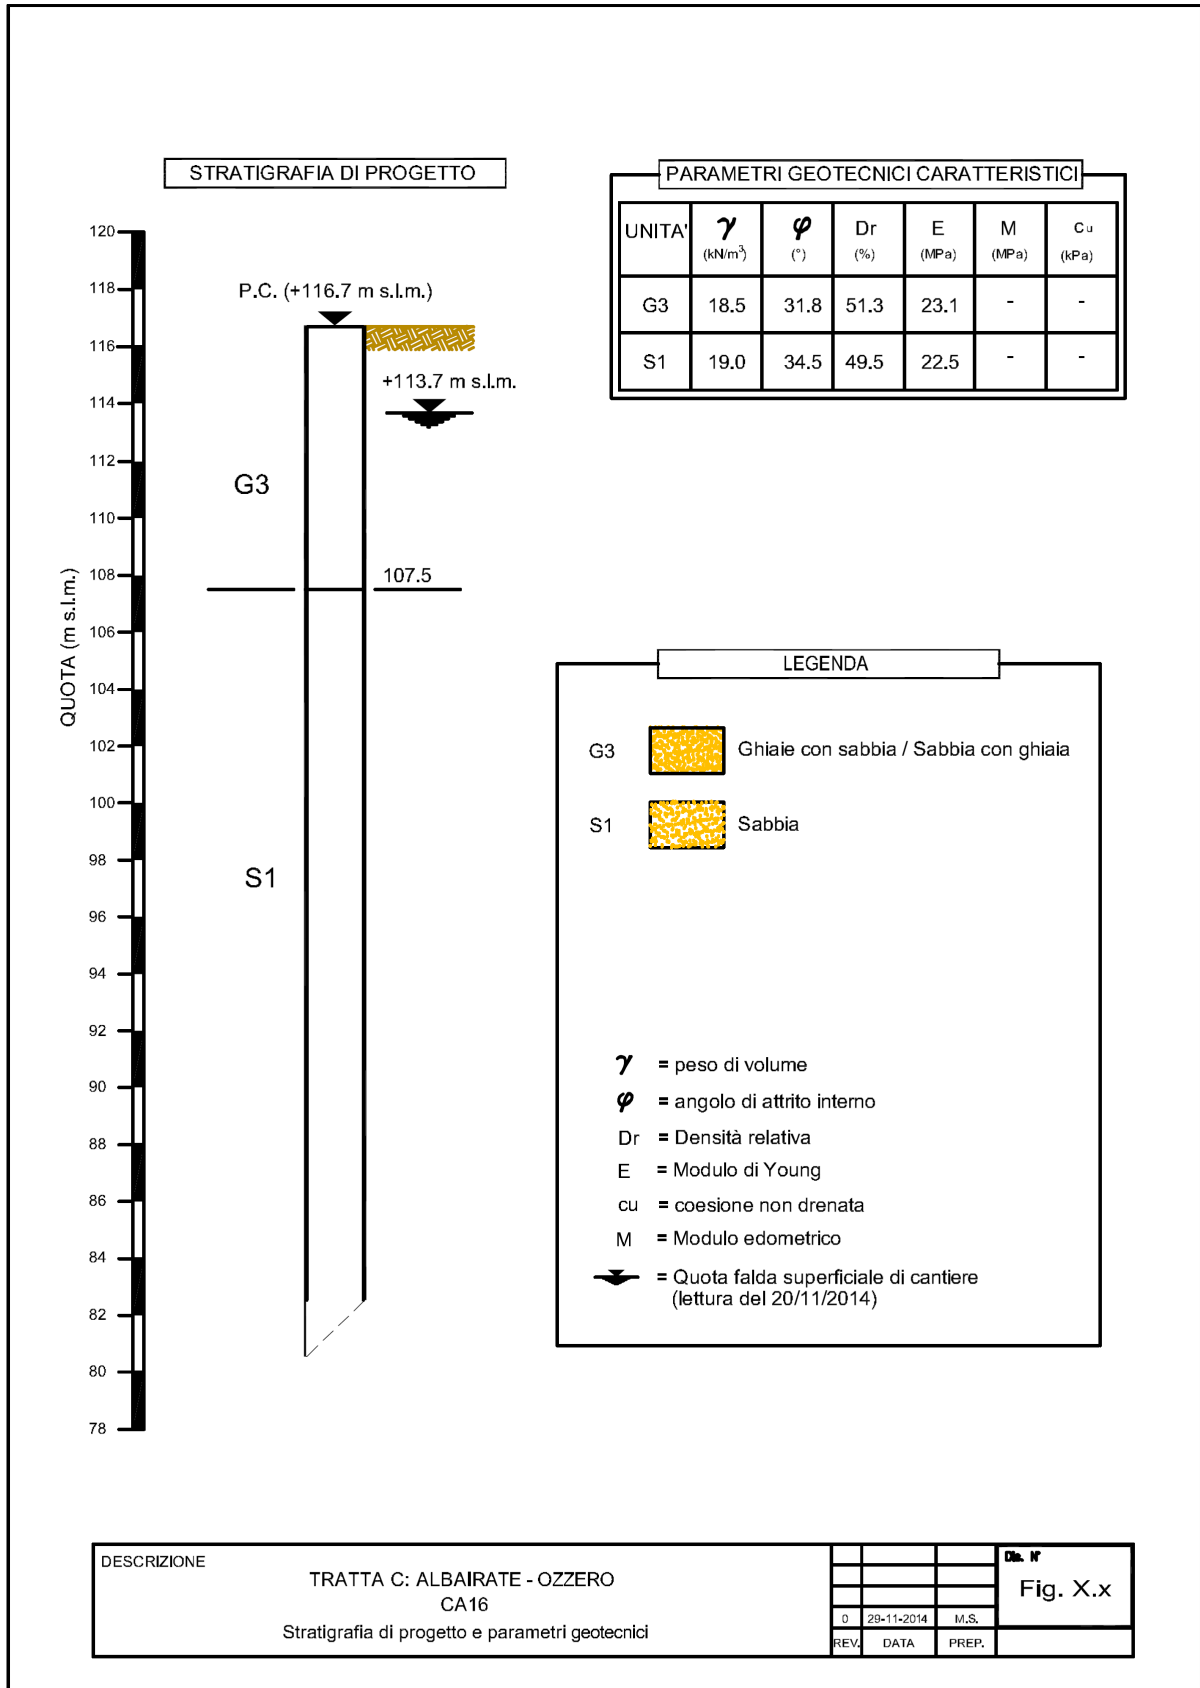 STRATIGRAFIA DI PROGETTO
PARAMETRI GEOTECNICI CARATTERISTICI
UNITA' γ (kN/m³) φ (°) Dr (%) E (MPa) M (MPa) Cu (kPa)
G3 18.5 31.8 51.3 23.1 - -
S1 19.0 34.5 49.5 22.5 - -
QUOTA (m s.l.m.)
120
118
116
114
112
110
108
106
104
102
100
98
96
94
92
90
88
86
84
82
80
78
P.C. (+116.7 m s.l.m.)
+113.7 m s.l.m.
G3
107.5
S1
LEGENDA
G3 Ghiaie con sabbia / Sabbia con ghiaia
S1 Sabbia
γ = peso di volume
φ = angolo di attrito interno
Dr = Densità relativa
E = Modulo di Young
cu = coesione non drenata
M = Modulo edometrico
= Quota falda superficiale di cantiere
(lettura del 20/11/2014)
DESCRIZIONE
TRATTA C: ALBAIRATE - OZZERO
CA16
Stratigrafia di progetto e parametri geotecnici
0 29-11-2014 M.S.
REV. DATA PREP.
Dis. N°
Fig. X.x